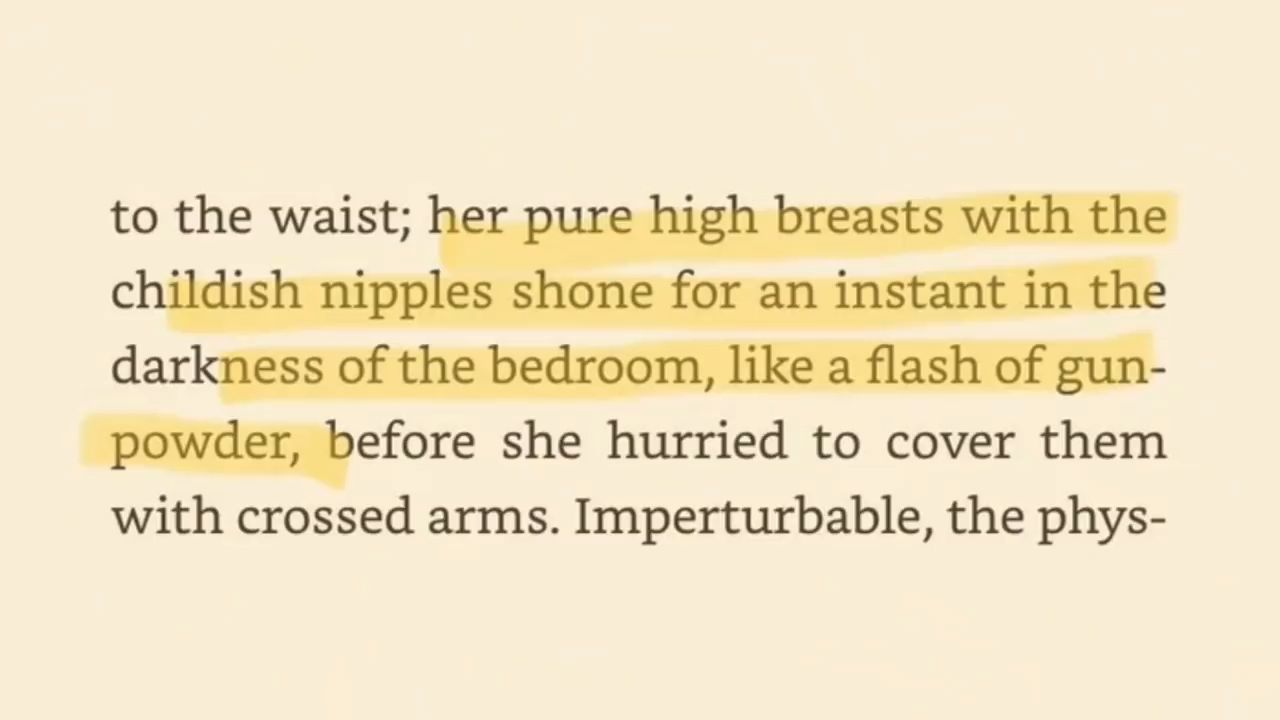 to the waist; her pure high breasts with the
childish nipples shone for an instant in the
darkness of the bedroom, like a flash of gun-
powder, before she hurried to cover them
with crossed arms. Imperturbable, the phys-